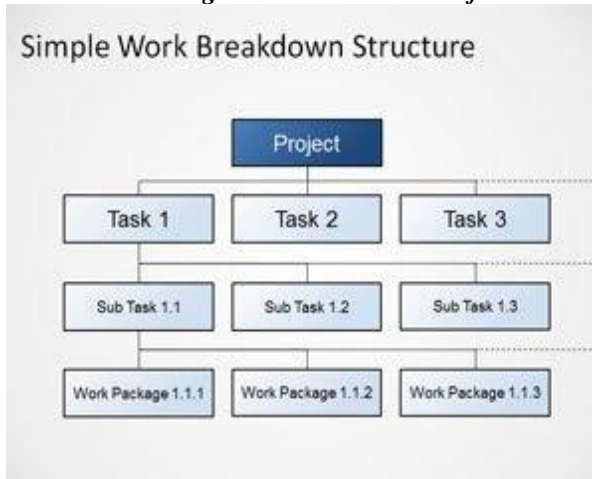 Simple Work Breakdown Structure
Project
Task 1
Task 2
Task 3
Sub Task 1.1
Sub Task 1.2
Sub Task 1.3
Work Package 1.1.1
Work Package 1.1.2
Work Package 1.1.3